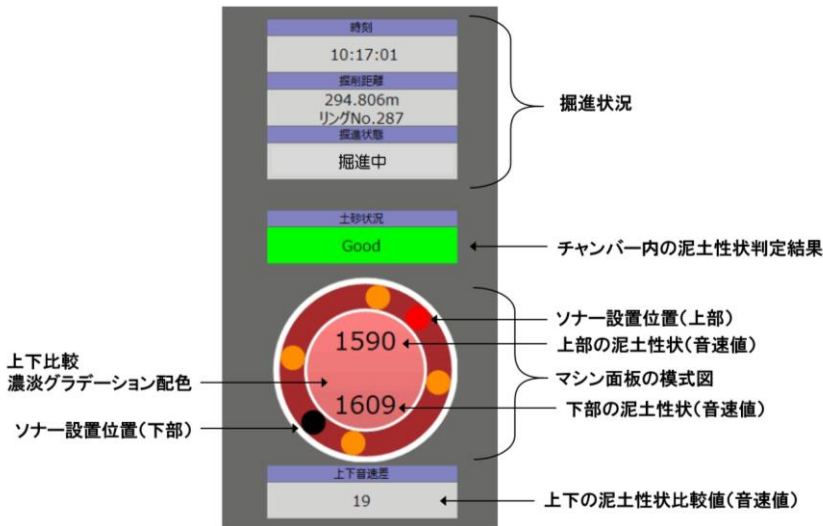 時刻
10:17:01
掘削距離
294.806m
リングNo.287
掘進状態
掘進中
掘進状況
土砂状況
Good
チャンバー内の泥土性状判定結果
ソナー設置位置(上部)
1590
上部の泥土性状(音速値)
上下比較
濃淡グラデーション配色
マシン面板の模式図
1609
下部の泥土性状(音速値)
ソナー設置位置(下部)
上下音速差
19
上下の泥土性状比較値(音速値)